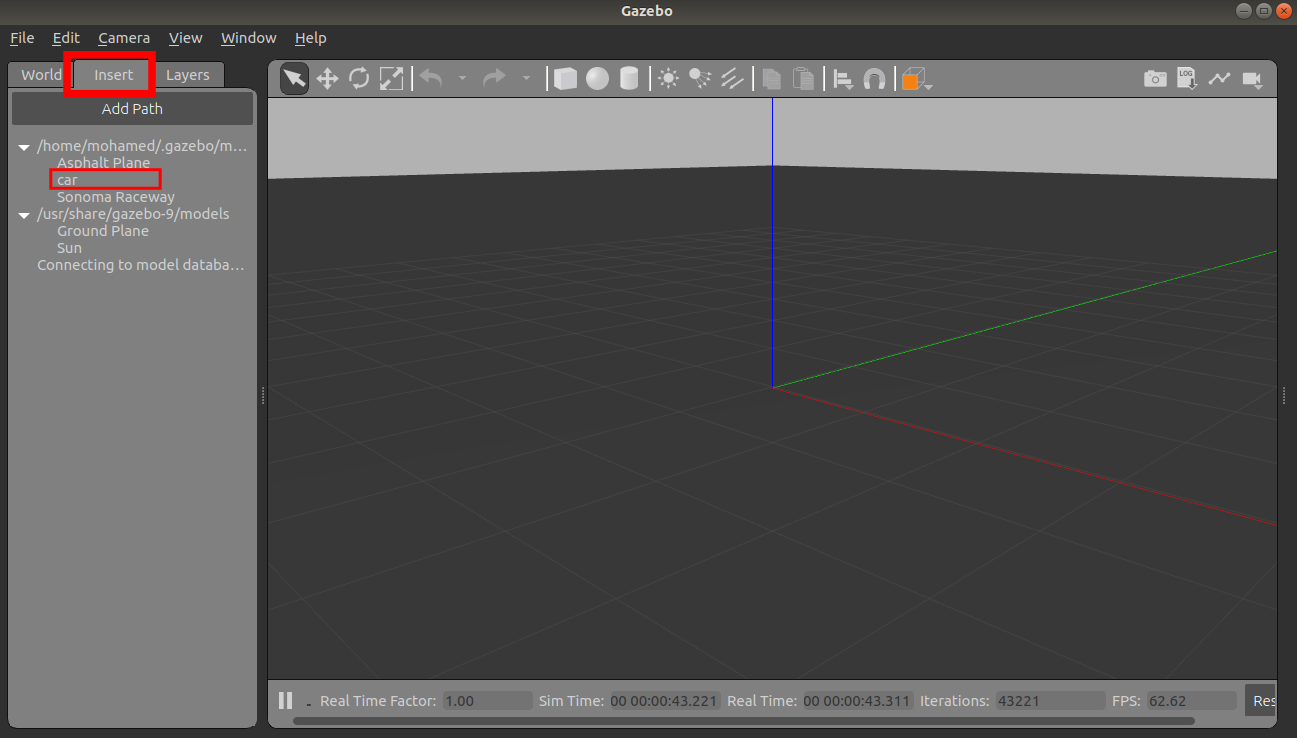 Gazebo
File Edit Camera View Window Help
World Insert Layers
LOG
Add Path
/home/mohamed/.gazebo/m...
Asphalt Plane
car
Sonoma Raceway
/usr/share/gazebo-9/models
Ground Plane
Sun
Connecting to model databa...
Real Time Factor: 1.00 Sim Time: 00 00:00:43.221 Real Time: 00 00:00:43.311 Iterations: 43221 FPS: 62.62 Res